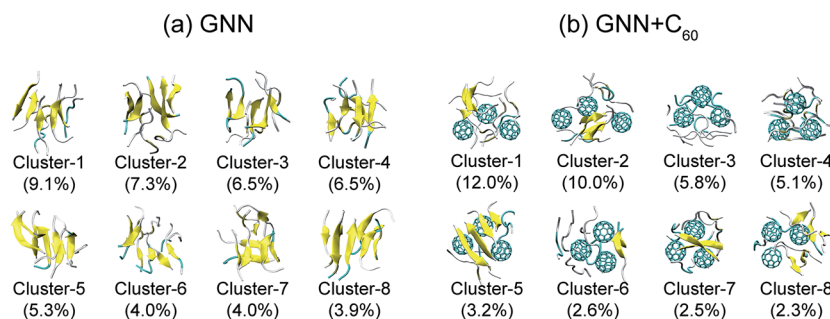 (a) GNN
(b) GNN+C60
Cluster-1 Cluster-2 Cluster-3 Cluster-4 Cluster-1 Cluster-2 Cluster-3 Cluster-4
(9.1%) (7.3%) (6.5%) (6.5%) (12.0%) (10.0%) (5.8%) (5.1%)
Cluster-5 Cluster-6 Cluster-7 Cluster-8 Cluster-5 Cluster-6 Cluster-7 Cluster-8
(5.3%) (4.0%) (4.0%) (3.9%) (3.2%) (2.6%) (2.5%) (2.3%)